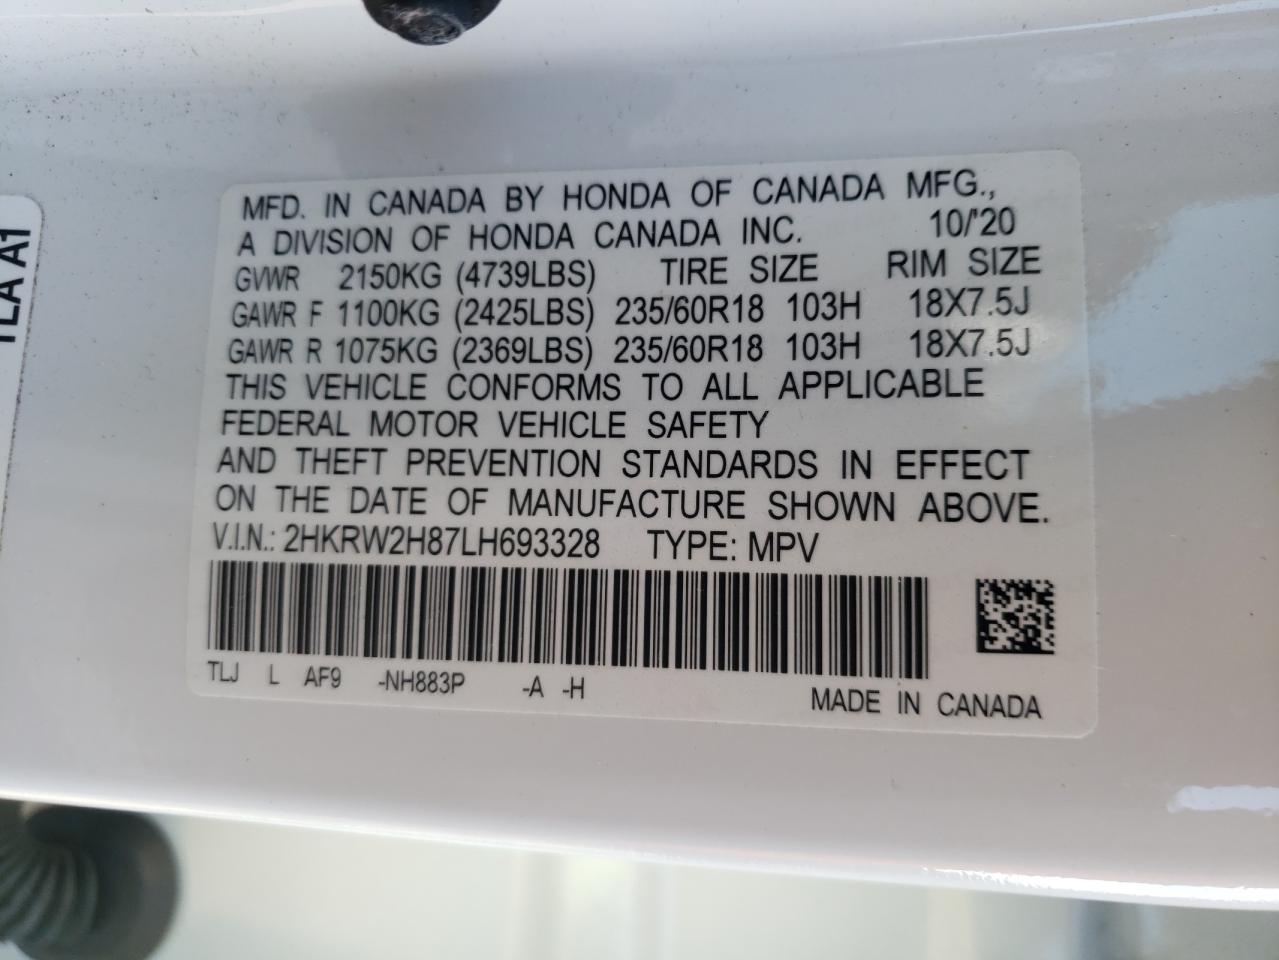 MFD. IN CANADA BY HONDA OF CANADA MFG.,
A DIVISION OF HONDA CANADA INC. 10/'20
GVWR 2150KG (4739LBS) TIRE SIZE RIM SIZE
GAWR F 1100KG (2425LBS) 235/60R18 103H 18X7.5J
GAWR R 1075KG (2369LBS) 235/60R18 103H 18X7.5J
THIS VEHICLE CONFORMS TO ALL APPLICABLE
FEDERAL MOTOR VEHICLE SAFETY
AND THEFT PREVENTION STANDARDS IN EFFECT
ON THE DATE OF MANUFACTURE SHOWN ABOVE.
V.I.N.: 2HKRW2H87LH693328 TYPE: MPV
TLJ L AF9 -NH883P -A -H
MADE IN CANADA
TLA A1